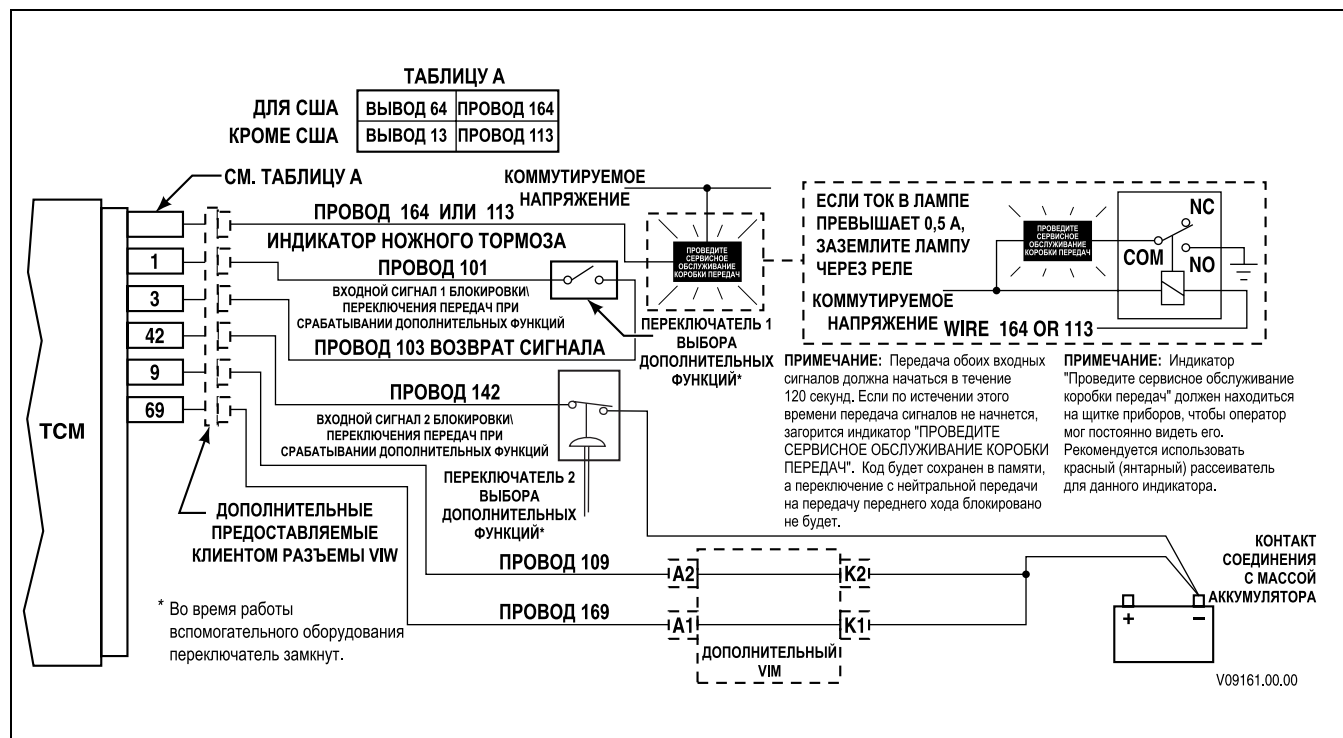 ТАБЛИЦУ А
ДЛЯ США ВЫВОД 64 ПРОВОД 164
КРОМЕ США ВЫВОД 13 ПРОВОД 113
СМ. ТАБЛИЦУ А
TCM
1
3
42
9
69
ПРОВОД 164 ИЛИ 113
ИНДИКАТОР НОЖНОГО ТОРМОЗА
ПРОВОД 101
ВХОДНОЙ СИГНАЛ 1 БЛОКИРОВКИ\
ПЕРЕКЛЮЧЕНИЯ ПЕРЕДАЧ ПРИ
СРАБАТЫВАНИИ ДОПОЛНИТЕЛЬНЫХ ФУНКЦИЙ
ПРОВОД 103 ВОЗВРАТ СИГНАЛА
ПРОВОД 142
ВХОДНОЙ СИГНАЛ 2 БЛОКИРОВКИ\
ПЕРЕКЛЮЧЕНИЯ ПЕРЕДАЧ ПРИ
СРАБАТЫВАНИИ ДОПОЛНИТЕЛЬНЫХ ФУНКЦИЙ
КОММУТИРУЕМОЕ
НАПРЯЖЕНИЕ
ПРОВЕДИТЕ
СЕРВИСНОЕ
ОБСЛУЖИВАНИЕ
КОРОБКИ ПЕРЕДАЧ
ПЕРЕКЛЮЧАТЕЛЬ 1
ВЫБОРА
ДОПОЛНИТЕЛЬНЫХ
ФУНКЦИЙ*
ПЕРЕКЛЮЧАТЕЛЬ 2
ВЫБОРА
ДОПОЛНИТЕЛЬНЫХ
ФУНКЦИЙ*
ЕСЛИ ТОК В ЛАМПЕ
ПРЕВЫШАЕТ 0,5 А,
ЗАЗЕМЛИТЕ ЛАМПУ
ЧЕРЕЗ РЕЛЕ
ПРОВЕДИТЕ
СЕРВИСНОЕ
ОБСЛУЖИВАНИЕ
КОРОБКИ ПЕРЕДАЧ
NC
COM
NO
КОММУТИРУЕМОЕ
НАПРЯЖЕНИЕ
WIRE 164 OR 113
ПРИМЕЧАНИЕ: Передача обоих входных
сигналов должна начаться в течение
120 секунд. Если по истечении этого
времени передача сигналов не начнется,
загорится индикатор "ПРОВЕДИТЕ
СЕРВИСНОЕ ОБСЛУЖИВАНИЕ КОРОБКИ
ПЕРЕДАЧ". Код будет сохранен в памяти,
а переключение с нейтральной передачи
на передачу переднего хода блокировано
не будет.
ПРИМЕЧАНИЕ: Индикатор
"Проведите сервисное обслуживание
коробки передач" должен находиться
на щитке приборов, чтобы оператор
мог постоянно видеть его.
Рекомендуется использовать
красный (янтарный) рассеиватель
для данного индикатора.
ДОПОЛНИТЕЛЬНЫЕ
ПРЕДОСТАВЛЯЕМЫЕ
КЛИЕНТОМ РАЗЪЕМЫ VIW
* Во время работы
вспомогательного оборудования
переключатель замкнут.
ПРОВОД 109
A2
K2
ПРОВОД 169
A1
K1
ДОПОЛНИТЕЛЬНЫЙ
VIM
КОНТАКТ
СОЕДИНЕНИЯ
С МАССОЙ
АККУМУЛЯТОРА
+ –
V09161.00.00